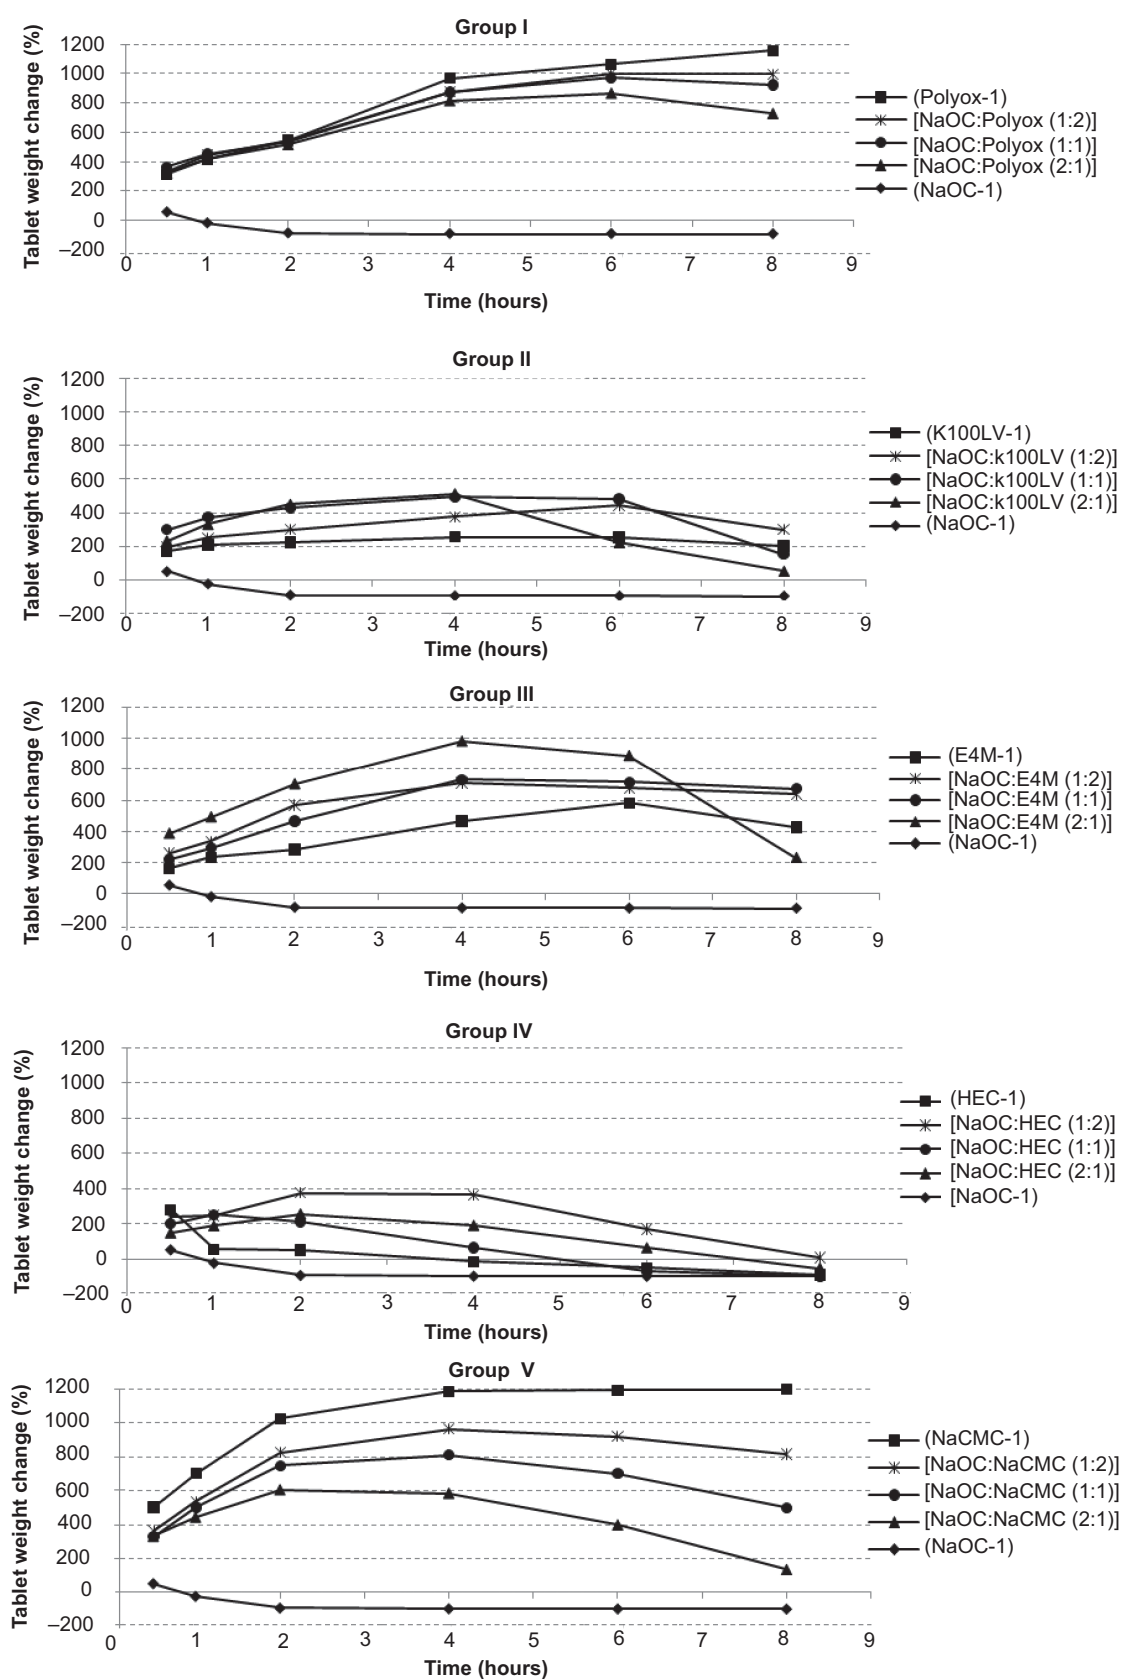 Group I
Tablet weight change (%)
1200
1000
800
600
400
200
0
–200
0 1 2 3 4 5 6 7 8 9
Time (hours)
(Polyox-1)
[NaOC:Polyox (1:2)]
[NaOC:Polyox (1:1)]
[NaOC:Polyox (2:1)]
(NaOC-1)
Group II
Tablet weight change (%)
1200
1000
800
600
400
200
0
–200
0 1 2 3 4 5 6 7 8 9
Time (hours)
(K100LV-1)
[NaOC:k100LV (1:2)]
[NaOC:k100LV (1:1)]
[NaOC:k100LV (2:1)]
(NaOC-1)
Group III
Tablet weight change (%)
1200
1000
800
600
400
200
0
–200
0 1 2 3 4 5 6 7 8 9
Time (hours)
(E4M-1)
[NaOC:E4M (1:2)]
[NaOC:E4M (1:1)]
[NaOC:E4M (2:1)]
(NaOC-1)
Group IV
Tablet weight change (%)
1200
1000
800
600
400
200
0
–200
0 1 2 3 4 5 6 7 8 9
Time (hours)
(HEC-1)
[NaOC:HEC (1:2)]
[NaOC:HEC (1:1)]
[NaOC:HEC (2:1)]
[NaOC-1)
Group V
Tablet weight change (%)
1200
1000
800
600
400
200
0
–200
0 1 2 3 4 5 6 7 8 9
Time (hours)
(NaCMC-1)
[NaOC:NaCMC (1:2)]
[NaOC:NaCMC (1:1)]
[NaOC:NaCMC (2:1)]
(NaOC-1)